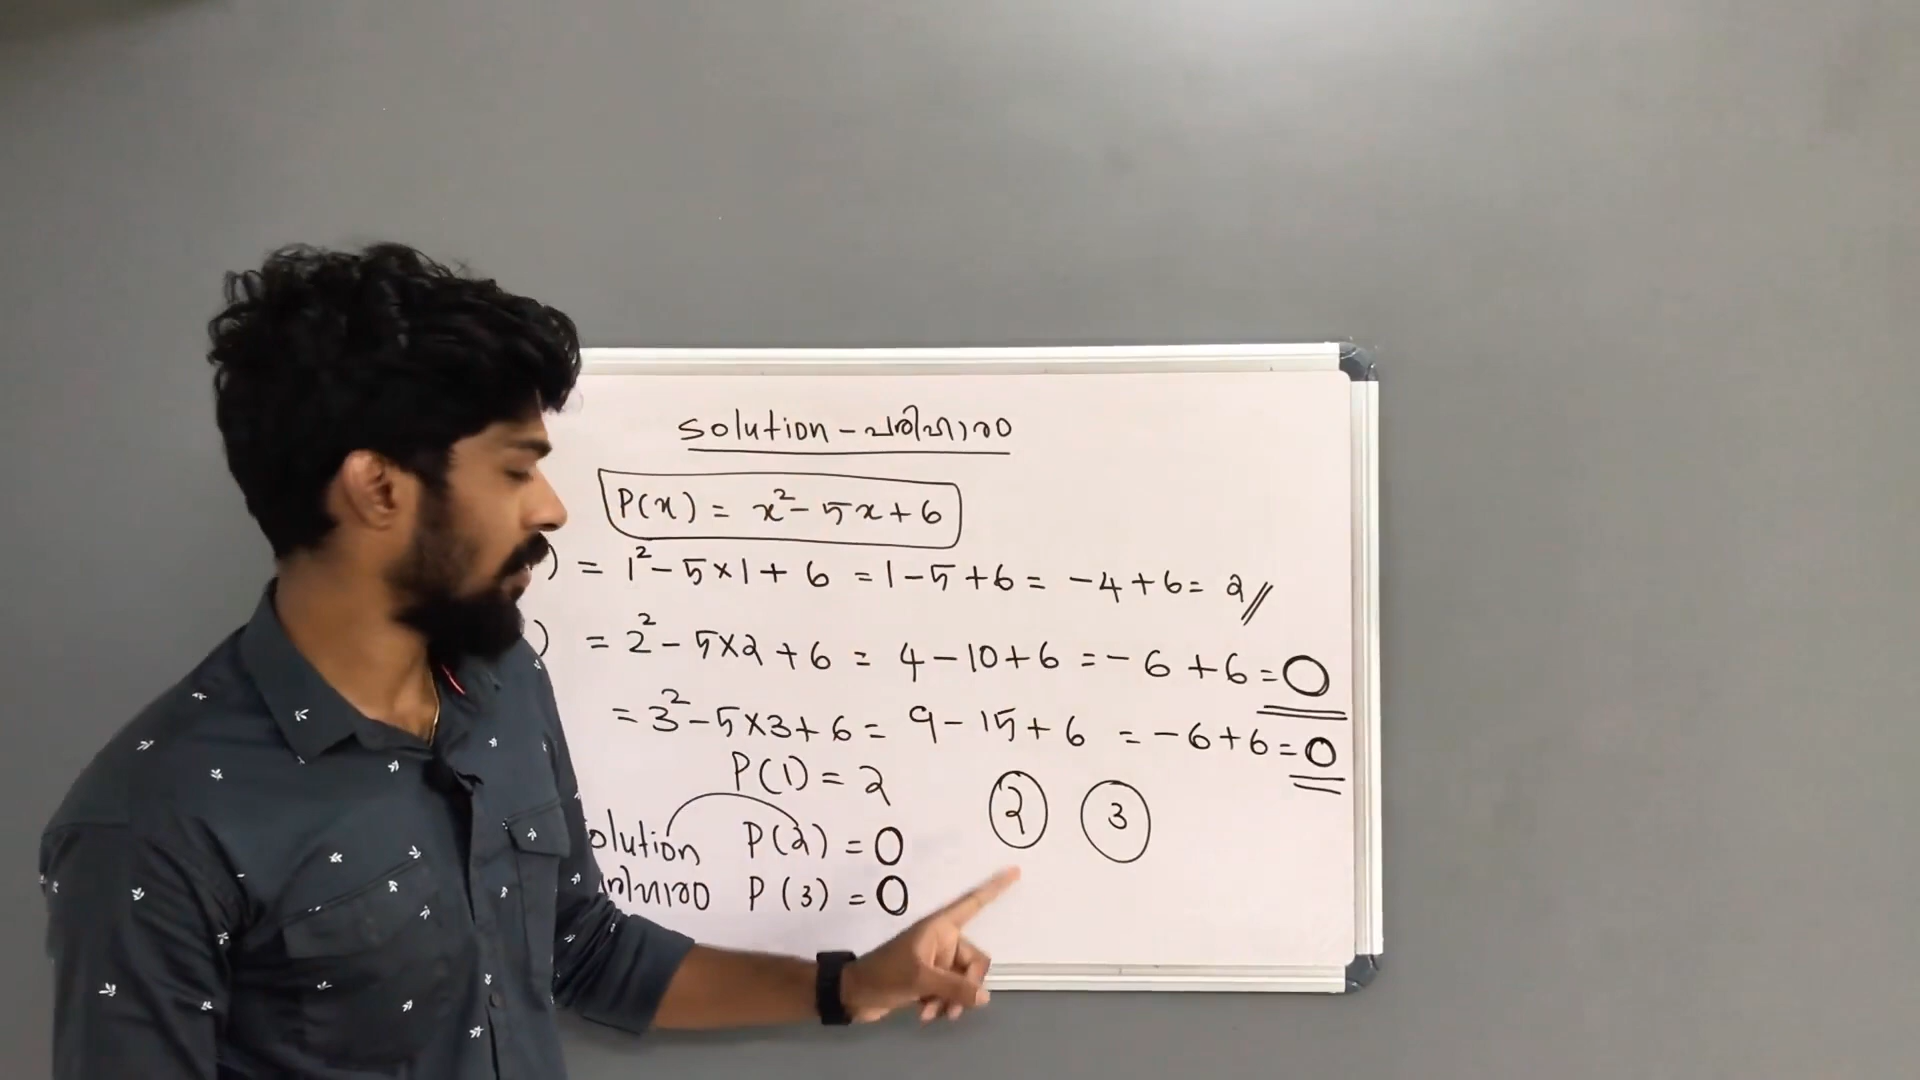 solution - പരിഹാരം
P(x) = x² - 5x + 6
) = 1² - 5×1 + 6 = 1 - 5 + 6 = -4 + 6 = 2//
) = 2² - 5×2 + 6 = 4 - 10 + 6 = -6 + 6 = 0
= 3² - 5×3 + 6 = 9 - 15 + 6 = -6 + 6 = 0
P(1) = 2
olution P(2) = 0 2 3
P(3) = 0